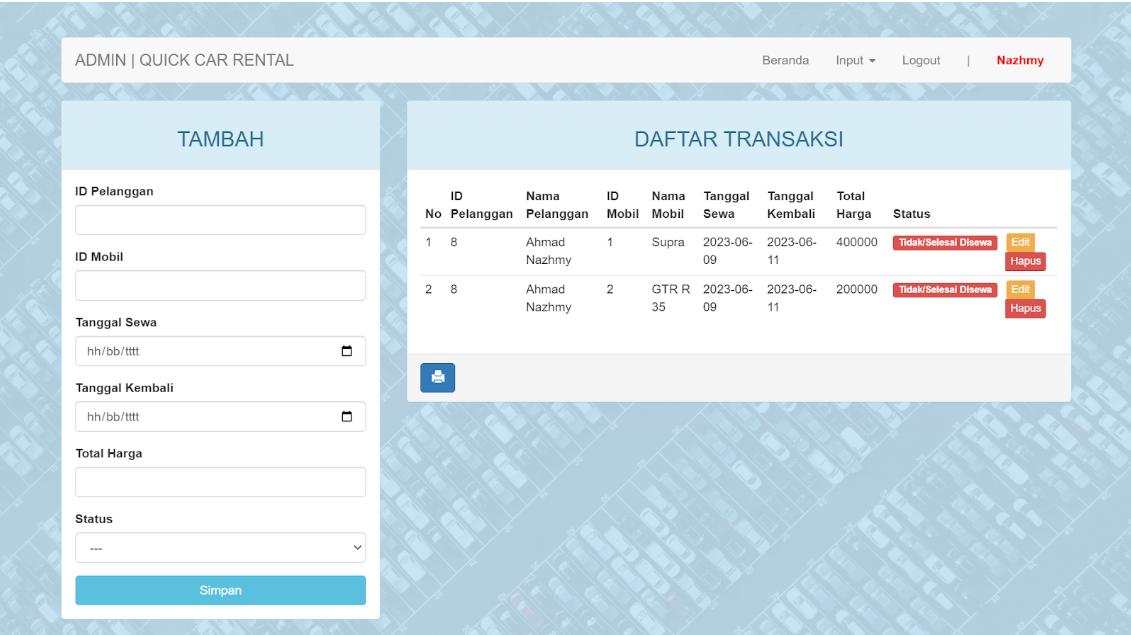 ADMIN | QUICK CAR RENTAL
Beranda Input Logout | Nazhmy
TAMBAH
ID Pelanggan
ID Mobil
Tanggal Sewa
hh/bb/tttt
Tanggal Kembali
hh/bb/tttt
Total Harga
Status
---
Simpan
DAFTAR TRANSAKSI
No ID Pelanggan Nama Pelanggan ID Mobil Nama Mobil Tanggal Sewa Tanggal Kembali Total Harga Status
1 8 Ahmad Nazhmy 1 Supra 2023-06-09 2023-06-11 400000 Tidak/Selesai Disewa Edit Hapus
2 8 Ahmad Nazhmy 2 GTR R 35 2023-06-09 2023-06-11 200000 Tidak/Selesai Disewa Edit Hapus